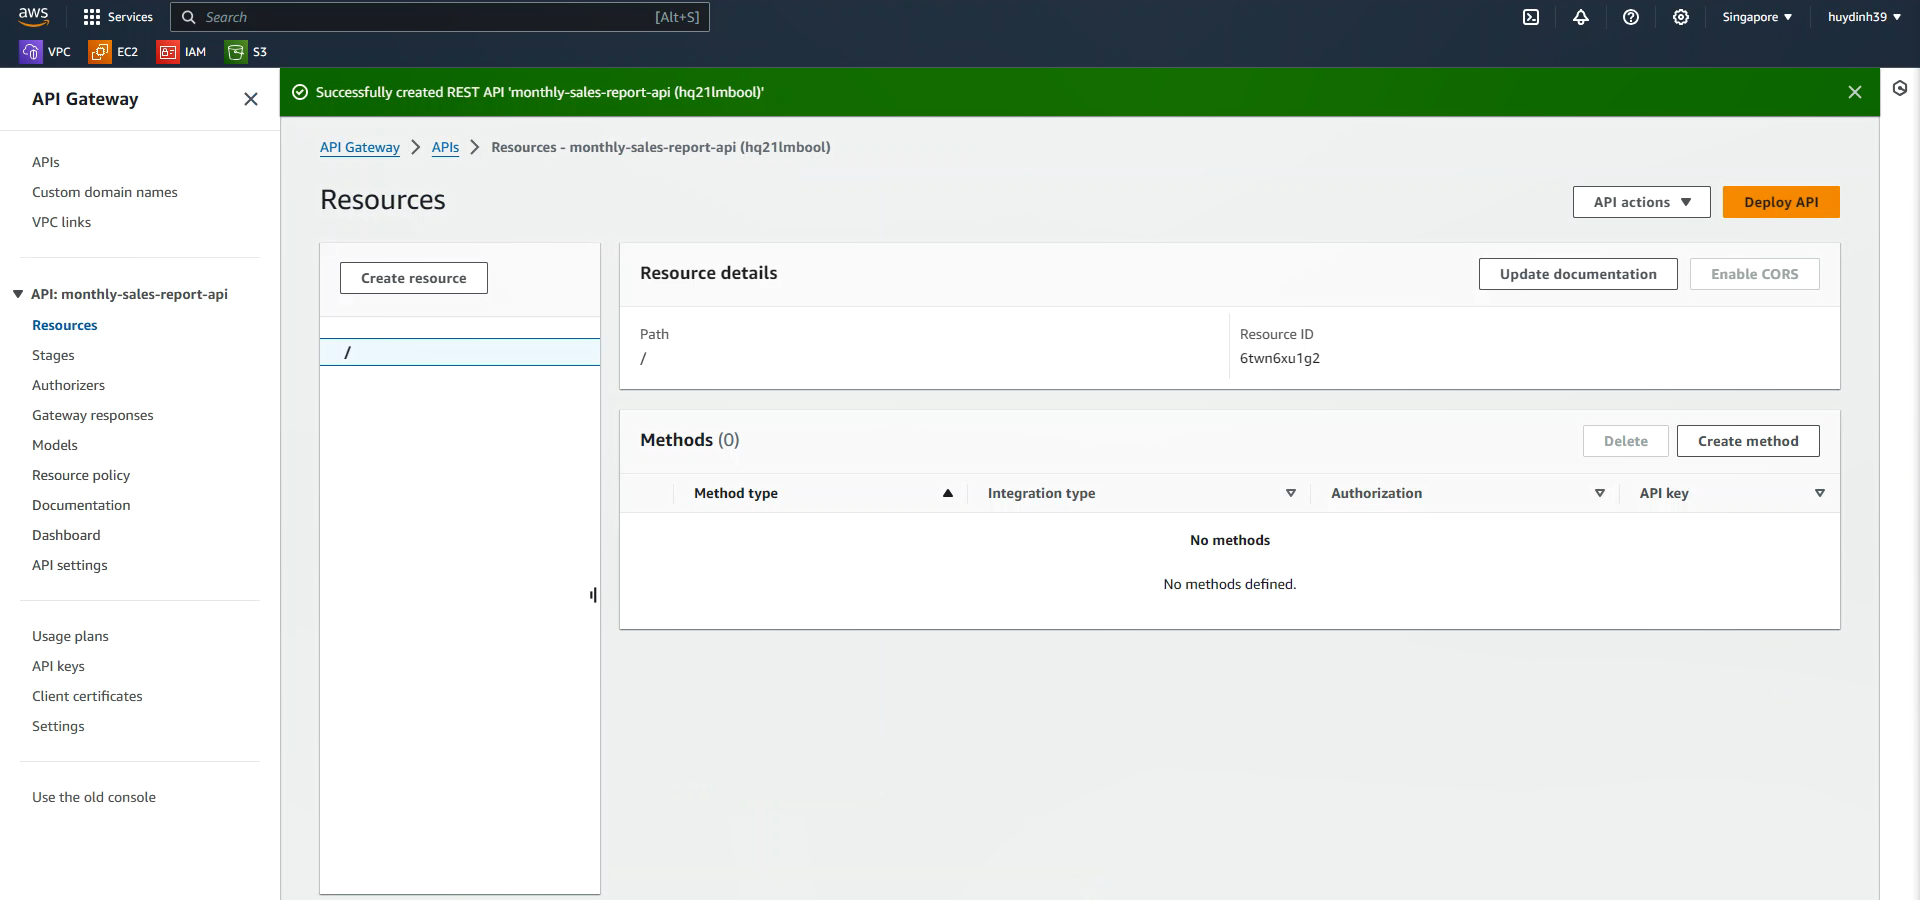 aws
Services
Search
[Alt+S]
Singapore
huydinh39
VPC
EC2
IAM
S3
API Gateway
Successfully created REST API 'monthly-sales-report-api (hq21lmbool)'
APIs
Custom domain names
VPC links
API: monthly-sales-report-api
Resources
Stages
Authorizers
Gateway responses
Models
Resource policy
Documentation
Dashboard
API settings
Usage plans
API keys
Client certificates
Settings
Use the old console
API Gateway
APIs
Resources - monthly-sales-report-api (hq21lmbool)
Resources
API actions
Deploy API
Create resource
/
Resource details
Update documentation
Enable CORS
Path
/
Resource ID
6twn6xu1g2
Methods (0)
Delete
Create method
Method type
Integration type
Authorization
API key
No methods
No methods defined.